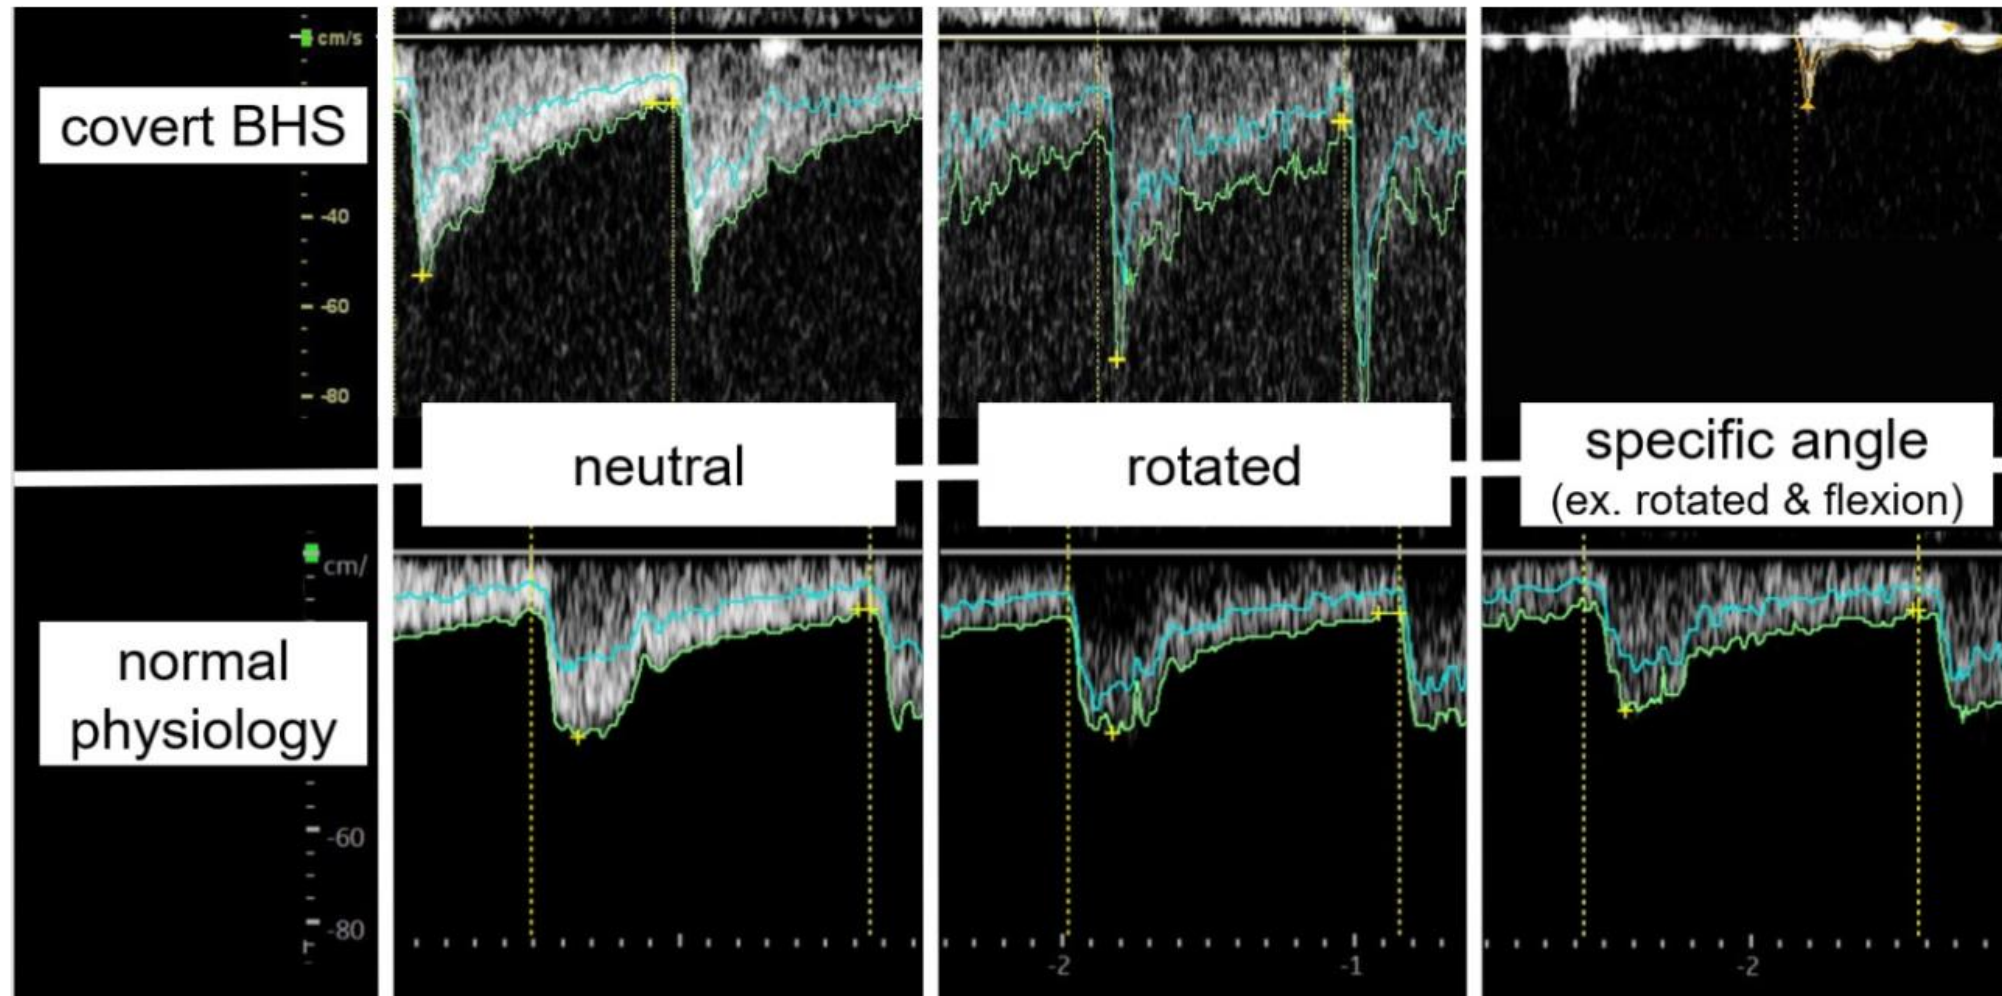 cm/s
covert BHS
-40
-60
-80
neutral
rotated
specific angle
(ex. rotated & flexion)
cm/
normal
physiology
-60
-80
-2
-1
-2